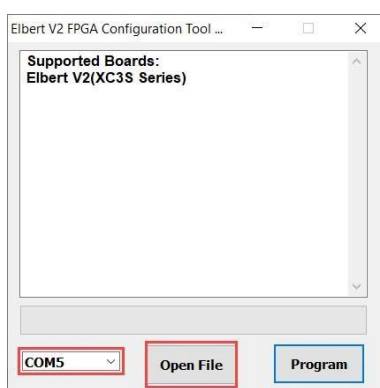 Elbert V2 FPGA Configuration Tool ...
Supported Boards:
Elbert V2(XC3S Series)
COM5
Open File
Program